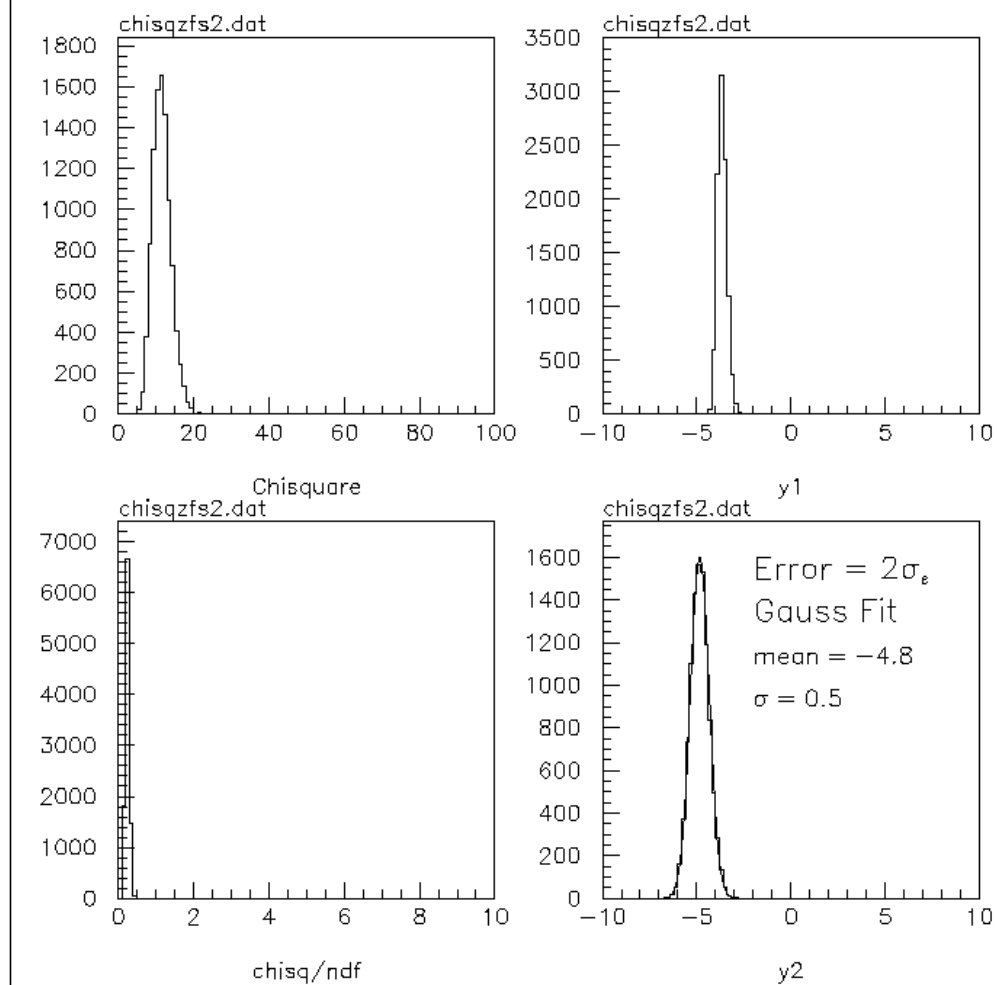 chisqzfs2.dat
1800
1600
1400
1200
1000
800
600
400
200
0
0 20 40 60 80 100
Chisquare
chisqzfs2.dat
3500
3000
2500
2000
1500
1000
500
0
−10 −5 0 5 10
y1
chisqzfs2.dat
7000
6000
5000
4000
3000
2000
1000
0
0 2 4 6 8 10
chisq/ndf
chisqzfs2.dat
1600
1400
1200
1000
800
600
400
200
0
−10 −5 0 5 10
y2
Error = 2σₑ
Gauss Fit
mean = −4.8
σ = 0.5